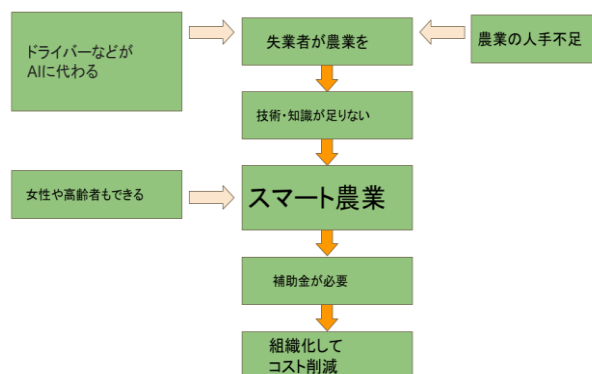 ドライバーなどが
AIに代わる
失業者が農業を
農業の人手不足
技術・知識が足りない
女性や高齢者もできる
スマート農業
補助金が必要
組織化して
コスト削減